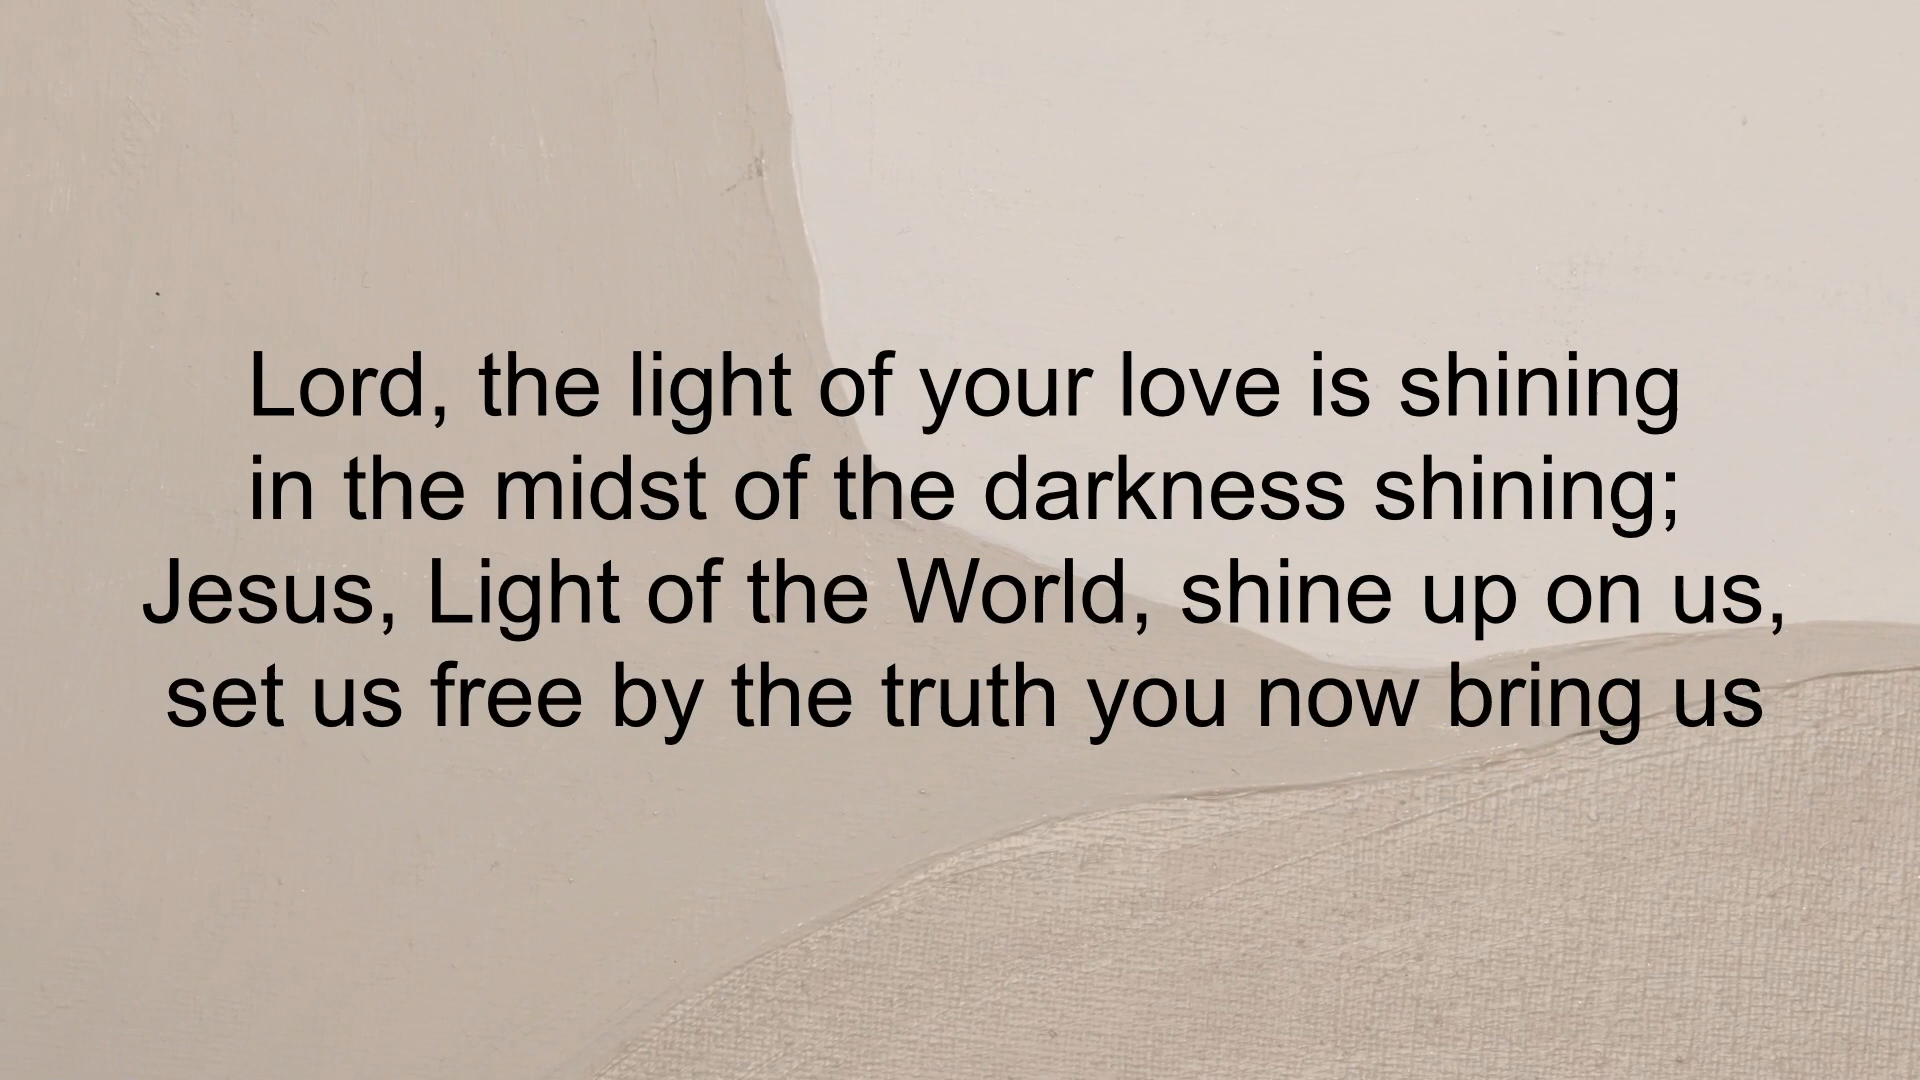 Lord, the light of your love is shining
in the midst of the darkness shining;
Jesus, Light of the World, shine up on us,
set us free by the truth you now bring us